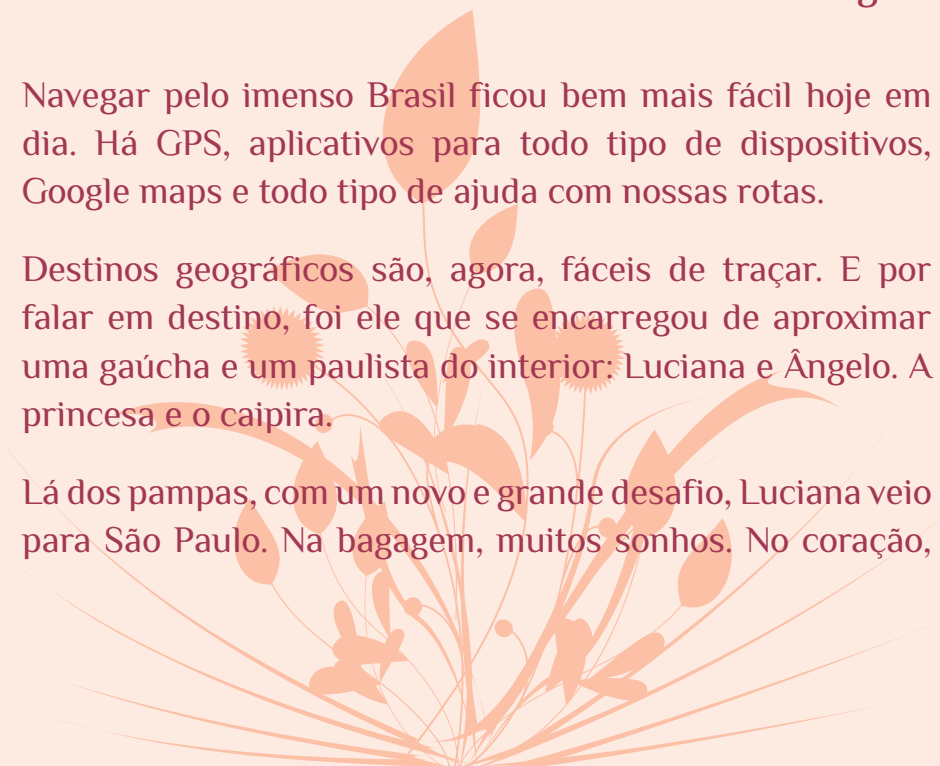 Navegar pelo imenso Brasil ficou bem mais fácil hoje em
dia. Há GPS, aplicativos para todo tipo de dispositivos,
Google maps e todo tipo de ajuda com nossas rotas.
Destinos geográficos são, agora, fáceis de traçar. E por
falar em destino, foi ele que se encarregou de aproximar
uma gaúcha e um paulista do interior: Luciana e Ângelo. A
princesa e o caipira.
Lá dos pampas, com um novo e grande desafio, Luciana veio
para São Paulo. Na bagagem, muitos sonhos. No coração,